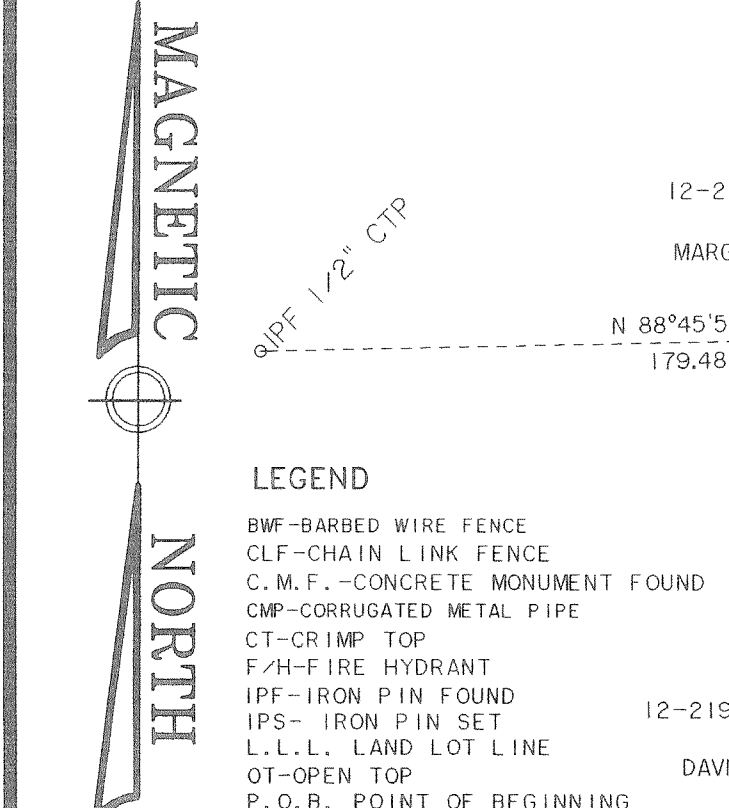 MAGNETIC
NORTH
IPF 1/2" CTP
12-2
MARG
N 88°45'5
179.48
LEGEND
BWF-BARBED WIRE FENCE
CLF-CHAIN LINK FENCE
C.M.F.-CONCRETE MONUMENT FOUND
CMP-CORRUGATED METAL PIPE
CT-CRIMP TOP
F/H-FIRE HYDRANT
IPF-IRON PIN FOUND
IPS- IRON PIN SET
L.L.L. LAND LOT LINE
OT-OPEN TOP
P.O.B. POINT OF BEGINNING
12-219
DAVI